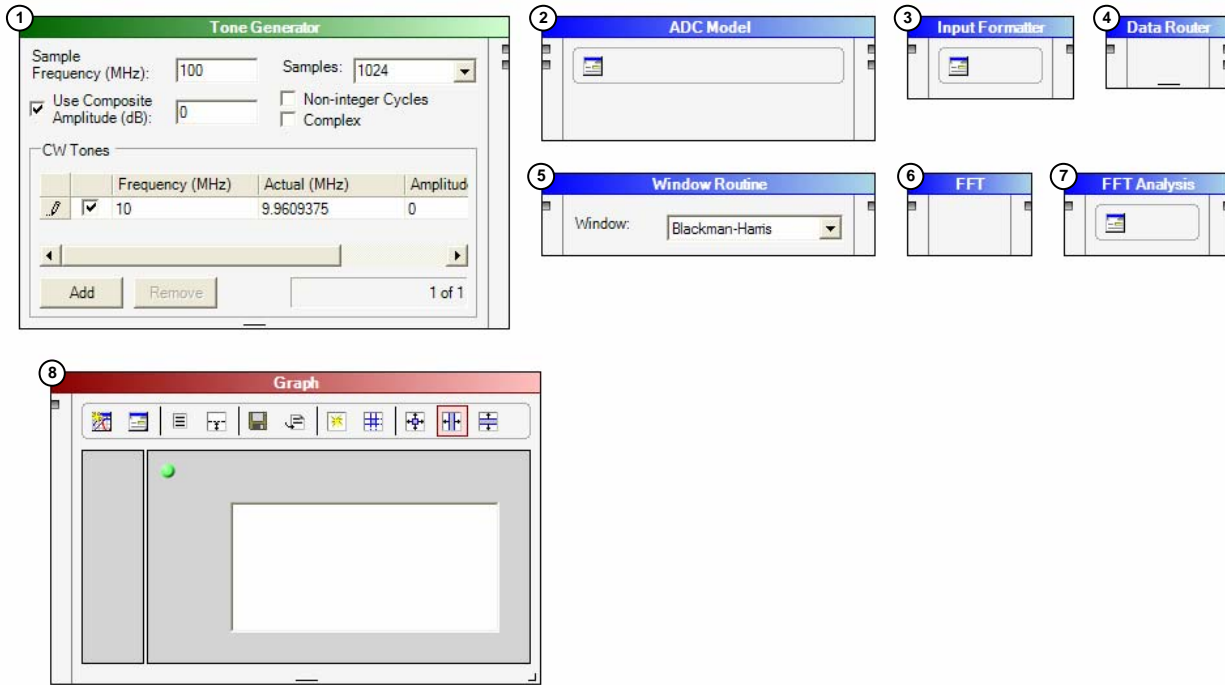 1
Tone Generator
Sample
Frequency (MHz):
100
Samples:
1024
Use Composite
Amplitude (dB):
0
Non-integer Cycles
Complex
CW Tones
Frequency (MHz) Actual (MHz) Amplitud
10 9.9609375 0
Add
Remove
1 of 1
2
ADC Model
3
Input Formatter
4
Data Router
5
Window Routine
Window:
Blackman-Harris
6
FFT
7
FFT Analysis
8
Graph